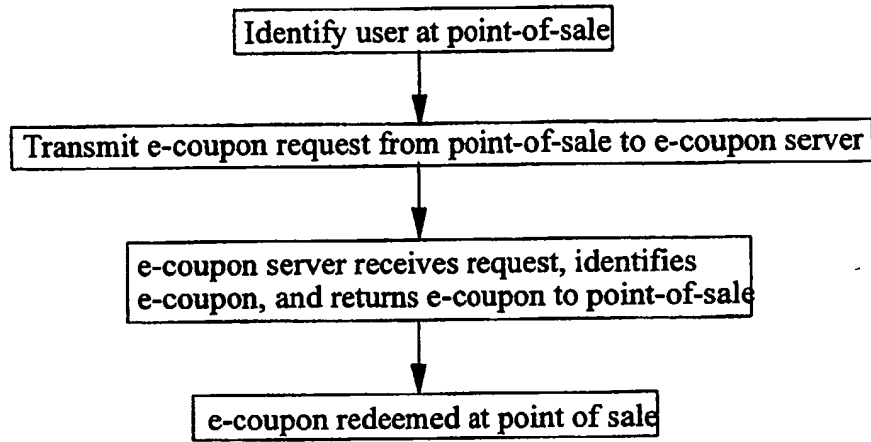 Identify user at point-of-sale
Transmit e-coupon request from point-of-sale to e-coupon server
e-coupon server receives request, identifies
e-coupon, and returns e-coupon to point-of-sale
e-coupon redeemed at point of sale